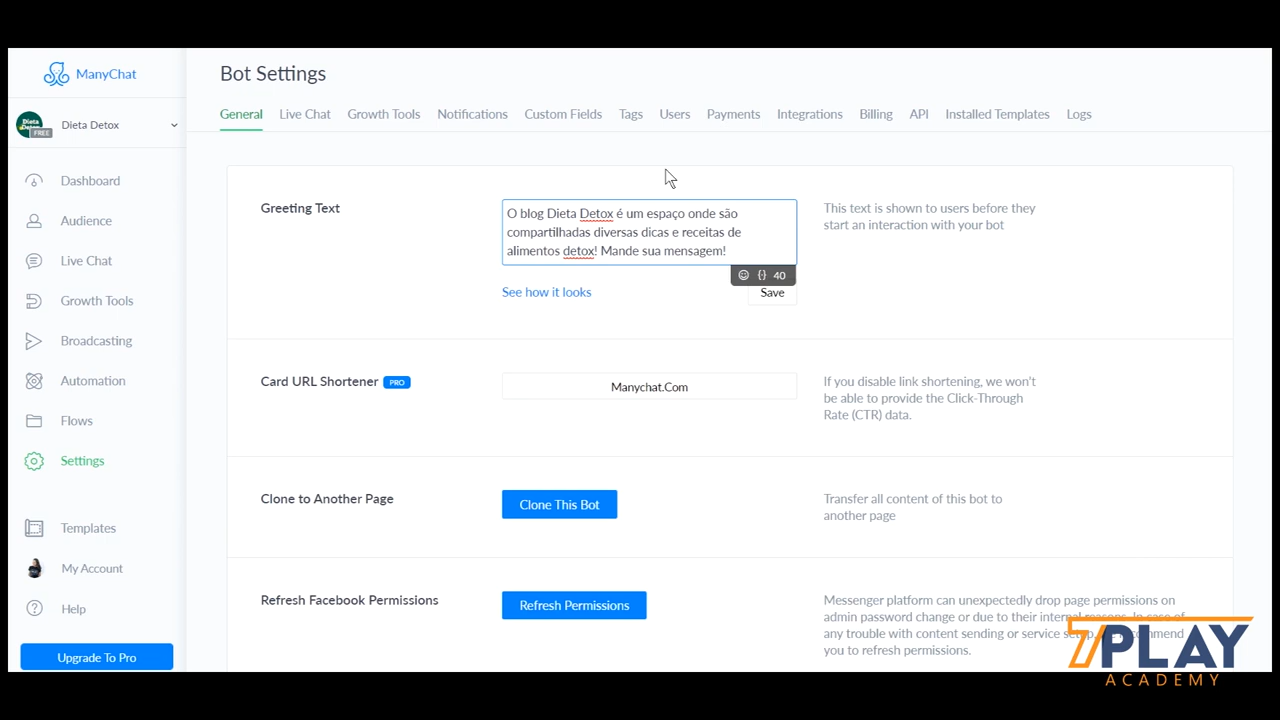 ManyChat
Dieta Detox
FREE
Dashboard
Audience
Live Chat
Growth Tools
Broadcasting
Automation
Flows
Settings
Templates
My Account
Help
Upgrade To Pro
Bot Settings
General Live Chat Growth Tools Notifications Custom Fields Tags Users Payments Integrations Billing API Installed Templates Logs
Greeting Text
O blog Dieta Detox é um espaço onde são
compartilhadas diversas dicas e receitas de
alimentos detox! Mande sua mensagem!
{} 40
See how it looks
Save
This text is shown to users before they
start an interaction with your bot
Card URL Shortener PRO
Manychat.Com
If you disable link shortening, we won't
be able to provide the Click-Through
Rate (CTR) data.
Clone to Another Page
Clone This Bot
Transfer all content of this bot to
another page
Refresh Facebook Permissions
Refresh Permissions
Messenger platform can unexpectedly drop page permissions on
admin password change or due to their internal reasons. In case of
any trouble with content sending or service
you to refresh permissions.
7PLAY
ACADEMY